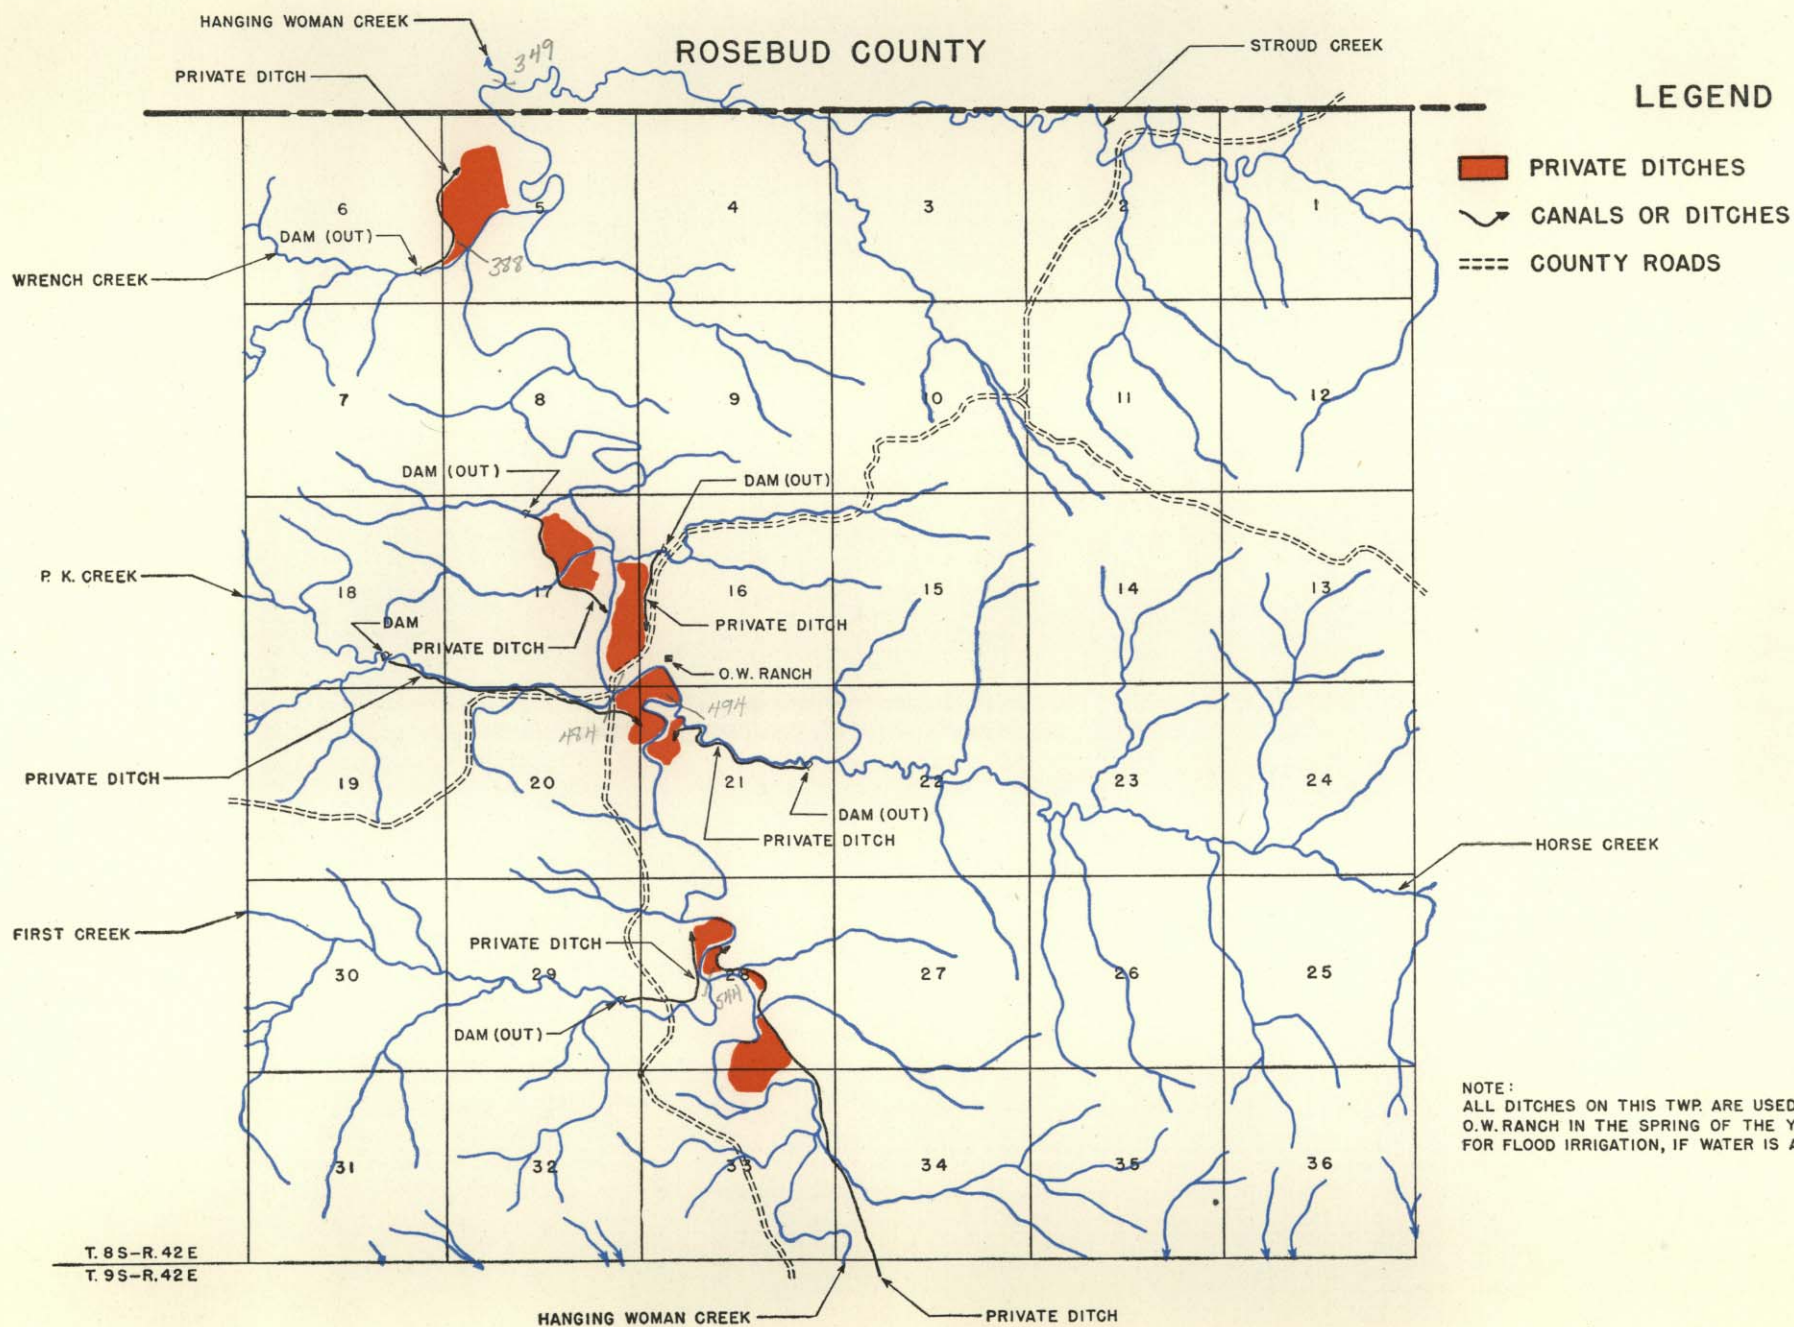 HANGING WOMAN CREEK
349
ROSEBUD COUNTY
STROUD CREEK
PRIVATE DITCH
LEGEND
PRIVATE DITCHES
CANALS OR DITCHES
COUNTY ROADS
6
5
4
3
2
1
DAM (OUT)
388
WRENCH CREEK
7
8
9
10
11
12
DAM (OUT)
DAM (OUT)
P. K. CREEK
18
17
16
15
14
13
DAM
PRIVATE DITCH
PRIVATE DITCH
O.W. RANCH
494
484
PRIVATE DITCH
19
20
21
22
23
24
DAM (OUT)
PRIVATE DITCH
HORSE CREEK
FIRST CREEK
PRIVATE DITCH
30
29
28
27
26
25
544
DAM (OUT)
NOTE:
ALL DITCHES ON THIS TWP. ARE USED
O.W. RANCH IN THE SPRING OF THE
FOR FLOOD IRRIGATION, IF WATER IS
31
32
33
34
35
36
T. 8 S-R. 42 E
T. 9 S-R. 42 E
HANGING WOMAN CREEK
PRIVATE DITCH